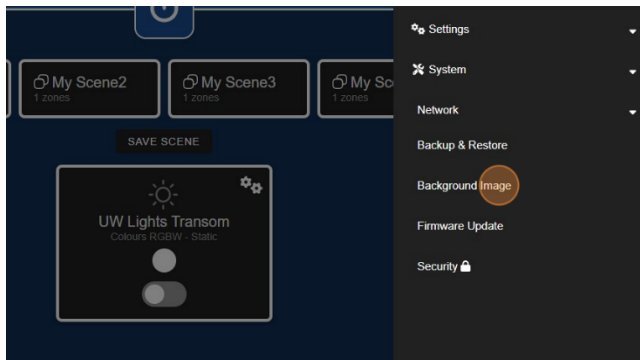 My Scene2
1 zones
My Scene3
1 zones
My Sc
1 zones
SAVE SCENE
UW Lights Transom
Colours RGBW - Static
Settings
System
Network
Backup & Restore
Background Image
Firmware Update
Security